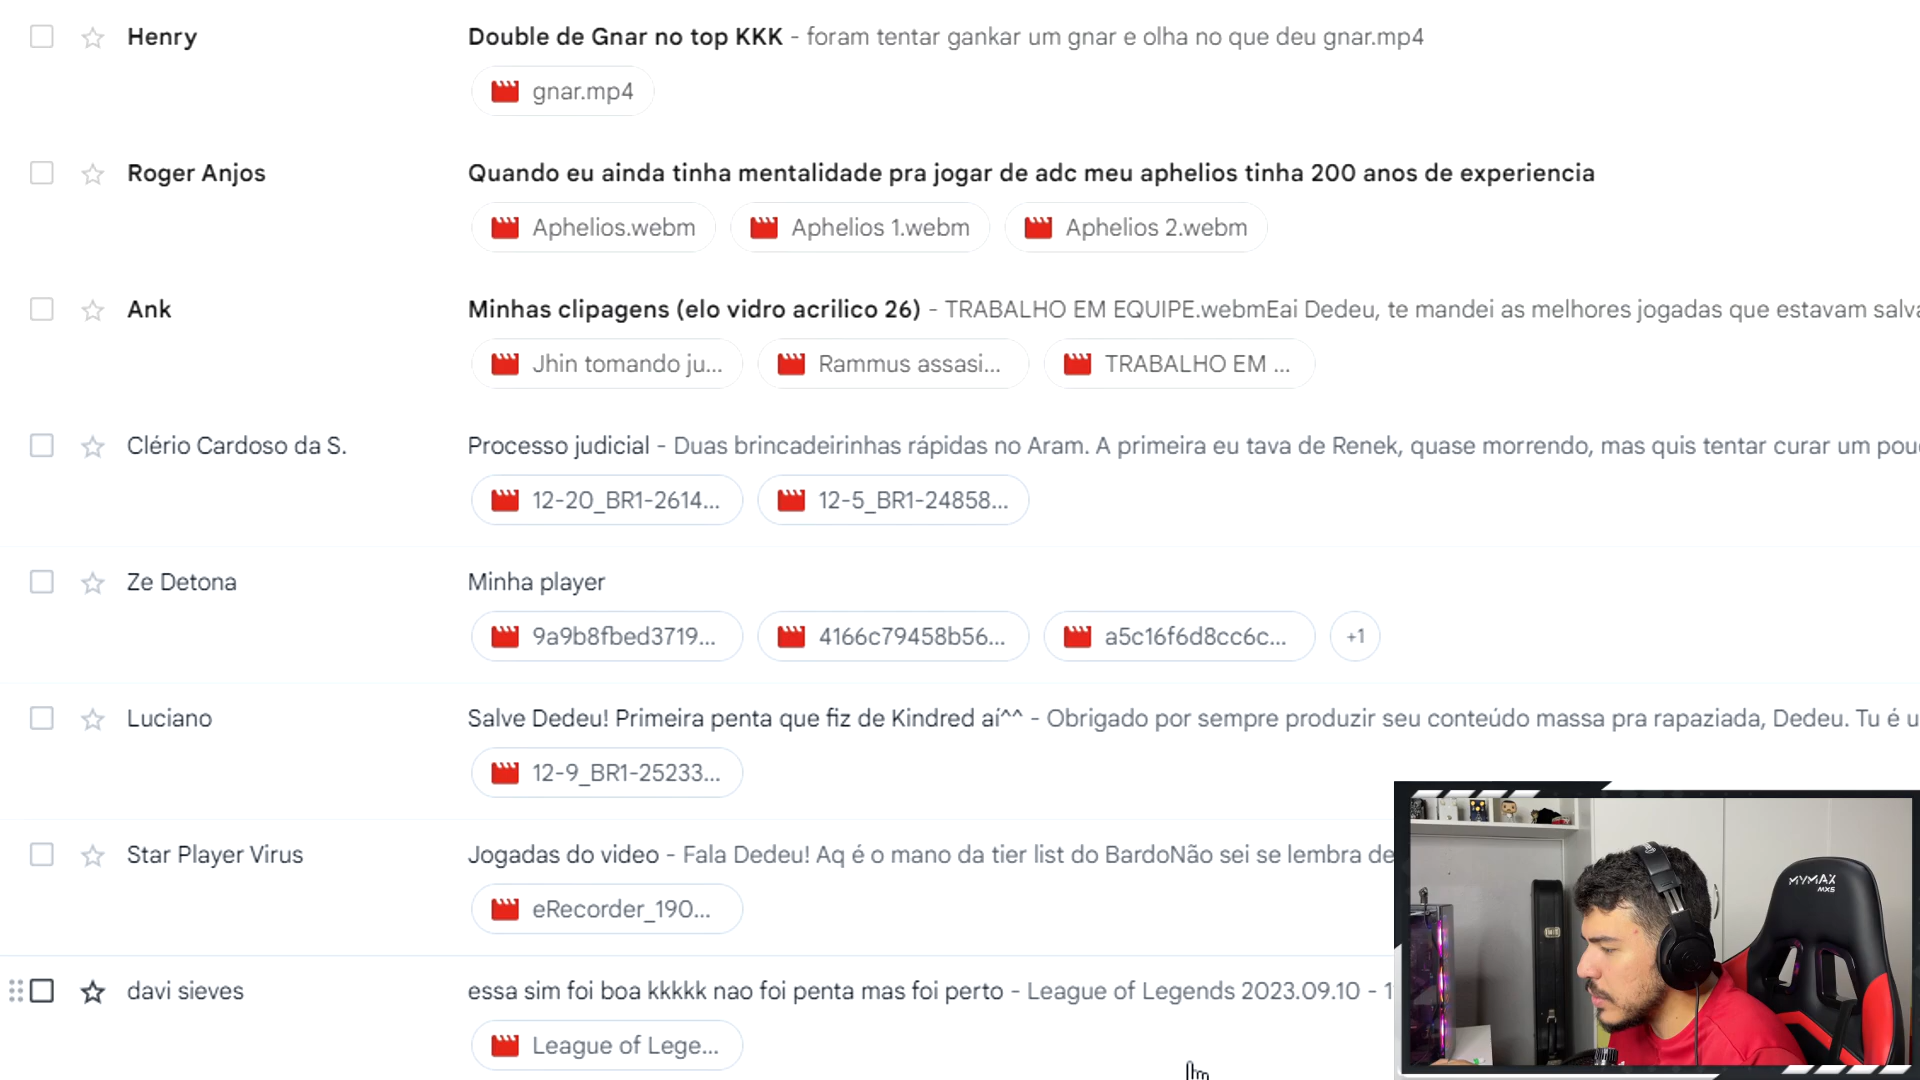 Henry
Double de Gnar no top KKK - foram tentar gankar um gnar e olha no que deu gnar.mp4
gnar.mp4
Roger Anjos
Quando eu ainda tinha mentalidade pra jogar de adc meu aphelios tinha 200 anos de experiencia
Aphelios.webm Aphelios 1.webm Aphelios 2.webm
Ank
Minhas clipagens (elo vidro acrilico 26) - TRABALHO EM EQUIPE.webmEai Dedeu, te mandei as melhores jogadas que estavam salva
Jhin tomando ju... Rammus assasi... TRABALHO EM ...
Clério Cardoso da S.
Processo judicial - Duas brincadeirinhas rápidas no Aram. A primeira eu tava de Renek, quase morrendo, mas quis tentar curar um pou
12-20_BR1-2614... 12-5_BR1-24858...
Ze Detona
Minha player
9a9b8fbed3719... 4166c79458b56... a5c16f6d8cc6c... +1
Luciano
Salve Dedeu! Primeira penta que fiz de Kindred aí^^ - Obrigado por sempre produzir seu conteúdo massa pra rapaziada, Dedeu. Tu é u
12-9_BR1-25233...
Star Player Virus
Jogadas do video - Fala Dedeu! Aq é o mano da tier list do BardoNão sei se lembra de
eRecorder_190...
davi sieves
essa sim foi boa kkkkk nao foi penta mas foi perto - League of Legends 2023.09.10 - 1
League of Lege...
MYMAX
MX5